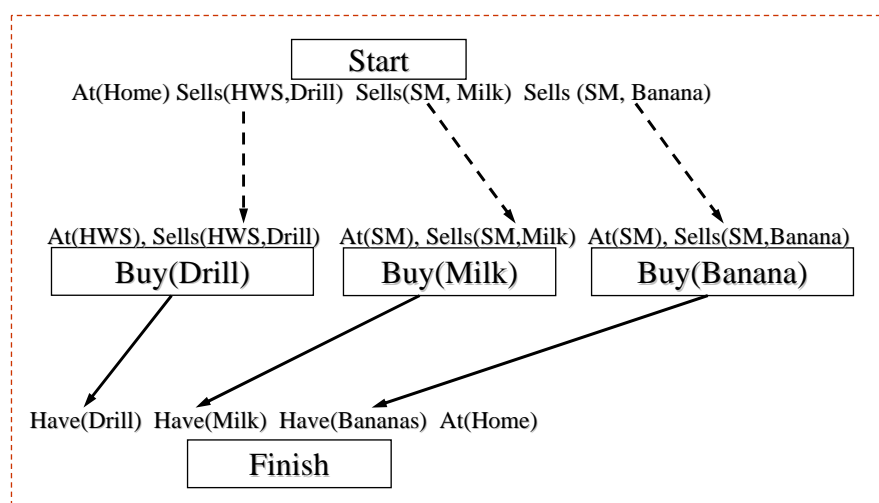 Start
At(Home) Sells(HWS,Drill) Sells(SM, Milk) Sells (SM, Banana)
At(HWS), Sells(HWS,Drill) At(SM), Sells(SM,Milk) At(SM), Sells(SM,Banana)
Buy(Drill) Buy(Milk) Buy(Banana)
Have(Drill) Have(Milk) Have(Bananas) At(Home)
Finish